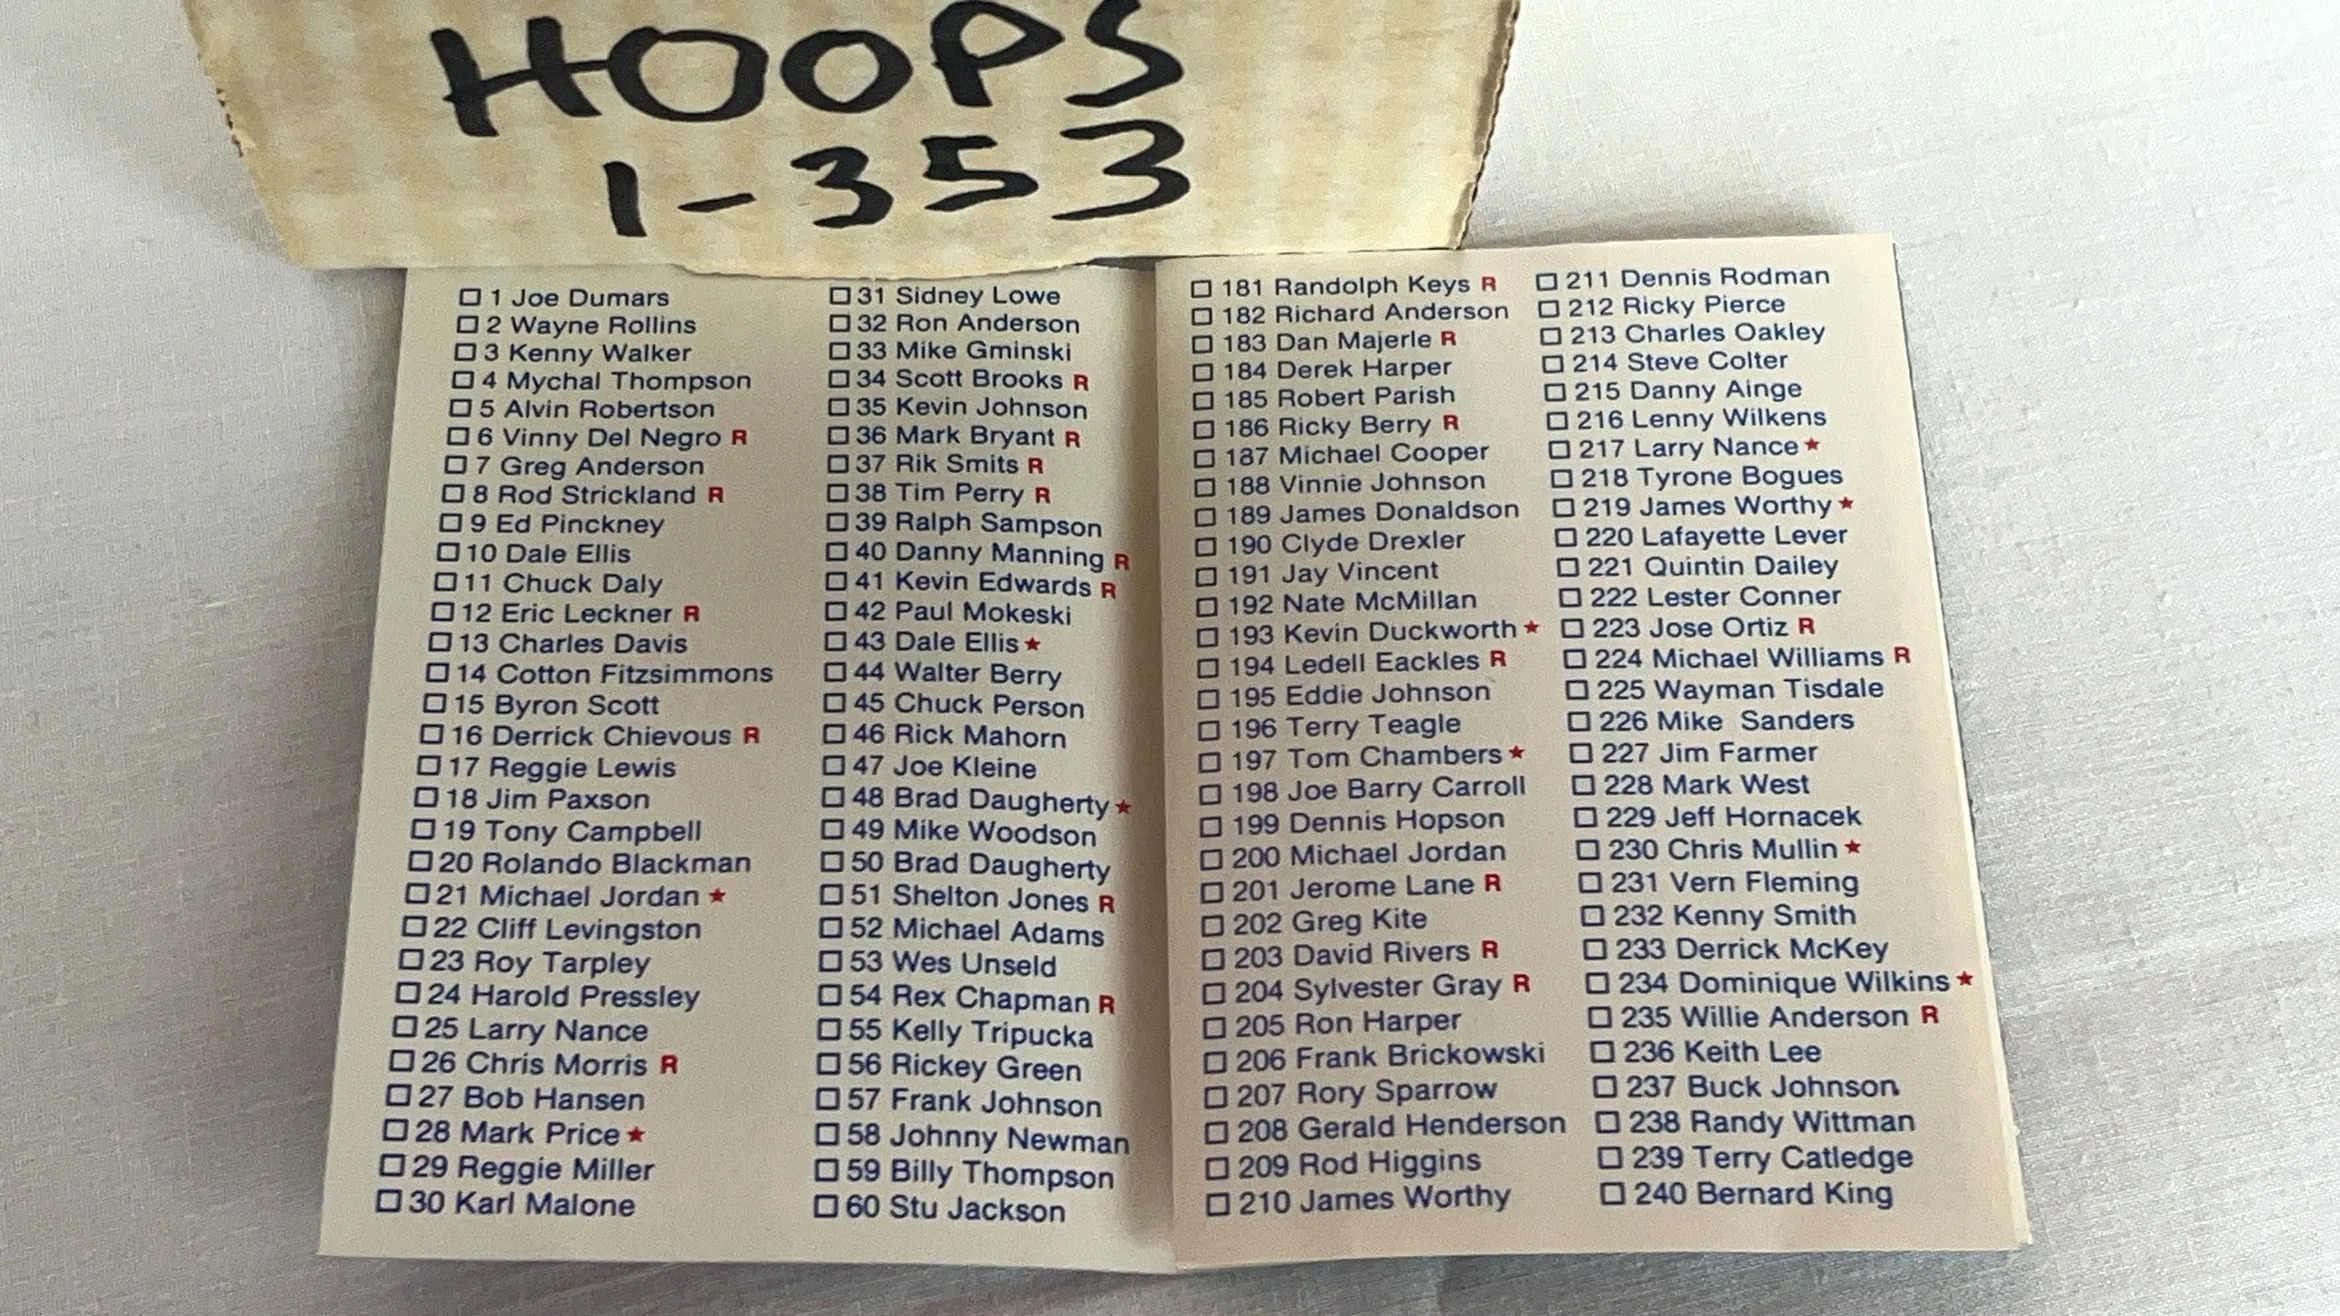 HOOPS
1-353
☐ 1 Joe Dumars
☐ 2 Wayne Rollins
☐ 3 Kenny Walker
☐ 4 Mychal Thompson
☐ 5 Alvin Robertson
☐ 6 Vinny Del Negro R
☐ 7 Greg Anderson
☐ 8 Rod Strickland R
☐ 9 Ed Pinckney
☐ 10 Dale Ellis
☐ 11 Chuck Daly
☐ 12 Eric Leckner R
☐ 13 Charles Davis
☐ 14 Cotton Fitzsimmons
☐ 15 Byron Scott
☐ 16 Derrick Chievous R
☐ 17 Reggie Lewis
☐ 18 Jim Paxson
☐ 19 Tony Campbell
☐ 20 Rolando Blackman
☐ 21 Michael Jordan ★
☐ 22 Cliff Levingston
☐ 23 Roy Tarpley
☐ 24 Harold Pressley
☐ 25 Larry Nance
☐ 26 Chris Morris R
☐ 27 Bob Hansen
☐ 28 Mark Price ★
☐ 29 Reggie Miller
☐ 30 Karl Malone
☐ 31 Sidney Lowe
☐ 32 Ron Anderson
☐ 33 Mike Gminski
☐ 34 Scott Brooks R
☐ 35 Kevin Johnson
☐ 36 Mark Bryant R
☐ 37 Rik Smits R
☐ 38 Tim Perry R
☐ 39 Ralph Sampson
☐ 40 Danny Manning R
☐ 41 Kevin Edwards R
☐ 42 Paul Mokeski
☐ 43 Dale Ellis ★
☐ 44 Walter Berry
☐ 45 Chuck Person
☐ 46 Rick Mahorn
☐ 47 Joe Kleine
☐ 48 Brad Daugherty ★
☐ 49 Mike Woodson
☐ 50 Brad Daugherty
☐ 51 Shelton Jones R
☐ 52 Michael Adams
☐ 53 Wes Unseld
☐ 54 Rex Chapman R
☐ 55 Kelly Tripucka
☐ 56 Rickey Green
☐ 57 Frank Johnson
☐ 58 Johnny Newman
☐ 59 Billy Thompson
☐ 60 Stu Jackson
☐ 181 Randolph Keys R
☐ 182 Richard Anderson
☐ 183 Dan Majerle R
☐ 184 Derek Harper
☐ 185 Robert Parish
☐ 186 Ricky Berry R
☐ 187 Michael Cooper
☐ 188 Vinnie Johnson
☐ 189 James Donaldson
☐ 190 Clyde Drexler
☐ 191 Jay Vincent
☐ 192 Nate McMillan
☐ 193 Kevin Duckworth ★
☐ 194 Ledell Eackles R
☐ 195 Eddie Johnson
☐ 196 Terry Teagle
☐ 197 Tom Chambers ★
☐ 198 Joe Barry Carroll
☐ 199 Dennis Hopson
☐ 200 Michael Jordan
☐ 201 Jerome Lane R
☐ 202 Greg Kite
☐ 203 David Rivers R
☐ 204 Sylvester Gray R
☐ 205 Ron Harper
☐ 206 Frank Brickowski
☐ 207 Rory Sparrow
☐ 208 Gerald Henderson
☐ 209 Rod Higgins
☐ 210 James Worthy
☐ 211 Dennis Rodman
☐ 212 Ricky Pierce
☐ 213 Charles Oakley
☐ 214 Steve Colter
☐ 215 Danny Ainge
☐ 216 Lenny Wilkens
☐ 217 Larry Nance ★
☐ 218 Tyrone Bogues
☐ 219 James Worthy ★
☐ 220 Lafayette Lever
☐ 221 Quintin Dailey
☐ 222 Lester Conner
☐ 223 Jose Ortiz R
☐ 224 Michael Williams R
☐ 225 Wayman Tisdale
☐ 226 Mike Sanders
☐ 227 Jim Farmer
☐ 228 Mark West
☐ 229 Jeff Hornacek
☐ 230 Chris Mullin ★
☐ 231 Vern Fleming
☐ 232 Kenny Smith
☐ 233 Derrick McKey
☐ 234 Dominique Wilkins ★
☐ 235 Willie Anderson R
☐ 236 Keith Lee
☐ 237 Buck Johnson
☐ 238 Randy Wittman
☐ 239 Terry Catledge
☐ 240 Bernard King